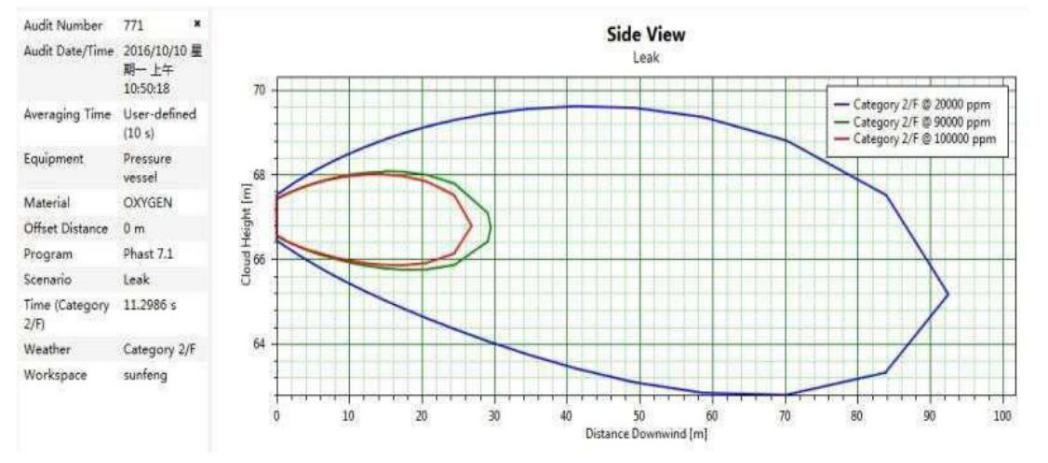 Audit Number 771 ✖
Audit Date/Time 2016/10/10 星
期一 上午
10:50:18
Averaging Time User-defined
(10 s)
Equipment Pressure
vessel
Material OXYGEN
Offset Distance 0 m
Program Phast 7.1
Scenario Leak
Time (Category 11.2986 s
2/F)
Weather Category 2/F
Workspace sunfeng
Side View
Leak
Category 2/F @ 20000 ppm
Category 2/F @ 90000 ppm
Category 2/F @ 100000 ppm
Cloud Height [m]
70
68
66
64
0 10 20 30 40 50 60 70 80 90 100
Distance Downwind [m]